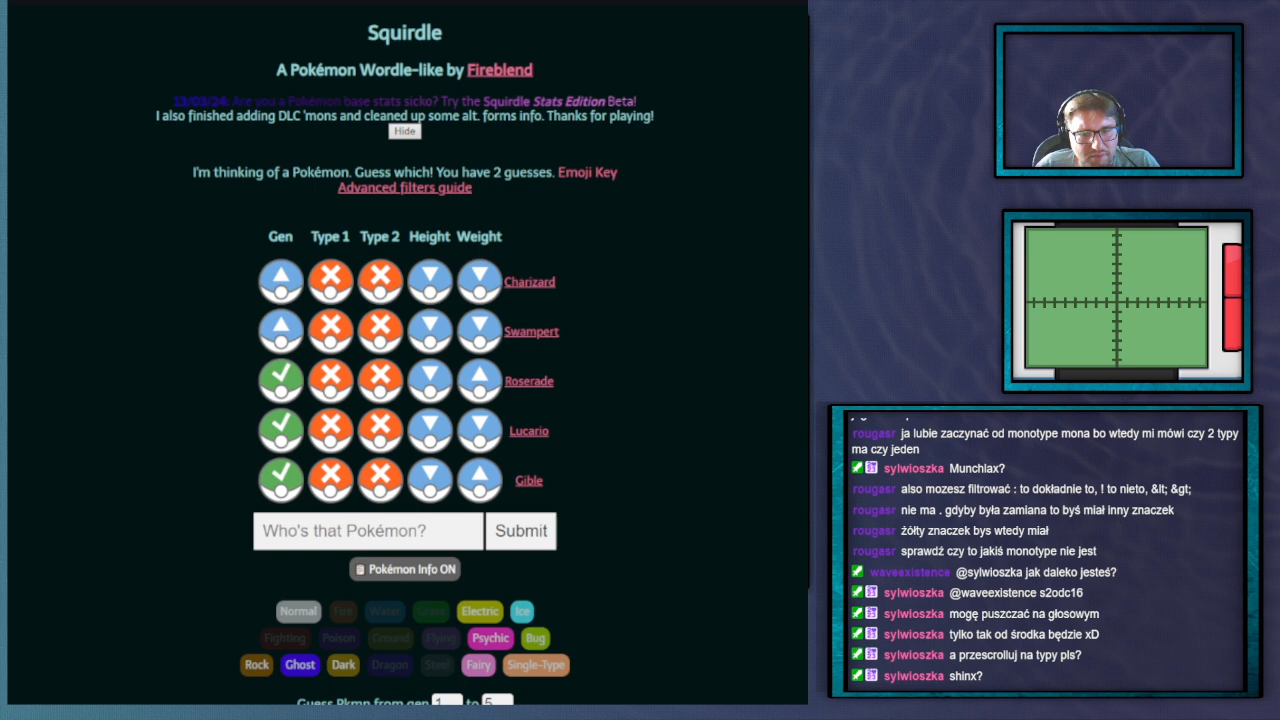 Squirdle
A Pokémon Wordle-like by Fireblend
13/03/24: Are you a Pokémon base stats sicko? Try the Squirdle Stats Edition Beta!
I also finished adding DLC 'mons and cleaned up some alt. forms info. Thanks for playing!
Hide
I'm thinking of a Pokémon. Guess which! You have 2 guesses. Emoji Key
Advanced filters guide
Gen Type 1 Type 2 Height Weight
Charizard
Swampert
Roserade
Lucario
Gible
Who's that Pokémon? Submit
Pokémon Info ON
Normal Fire Water Grass Electric Ice
Fighting Poison Ground Flying Psychic Bug
Rock Ghost Dark Dragon Steel Fairy Single-Type
Guess Pkmn from gen 1 to 5
rougasr ja lubie zaczynać od monotype mona bo wtedy mi mówi czy 2 typy
ma czy jeden
sylwioszka Munchlax?
rougasr also mozesz filtrować : to dokładnie to, ! to nieto, &lt; &gt;
rougasr nie ma . gdyby była zamiana to byś miał inny znaczek
rougasr żółty znaczek bys wtedy miał
rougasr sprawdź czy to jakiś monotype nie jest
waveexistence @sylwioszka jak daleko jesteś?
sylwioszka @waveexistence s2odc16
sylwioszka mogę puszczać na głosowym
sylwioszka tylko tak od środka będzie xD
sylwioszka a przescrolluj na typy pls?
sylwioszka shinx?